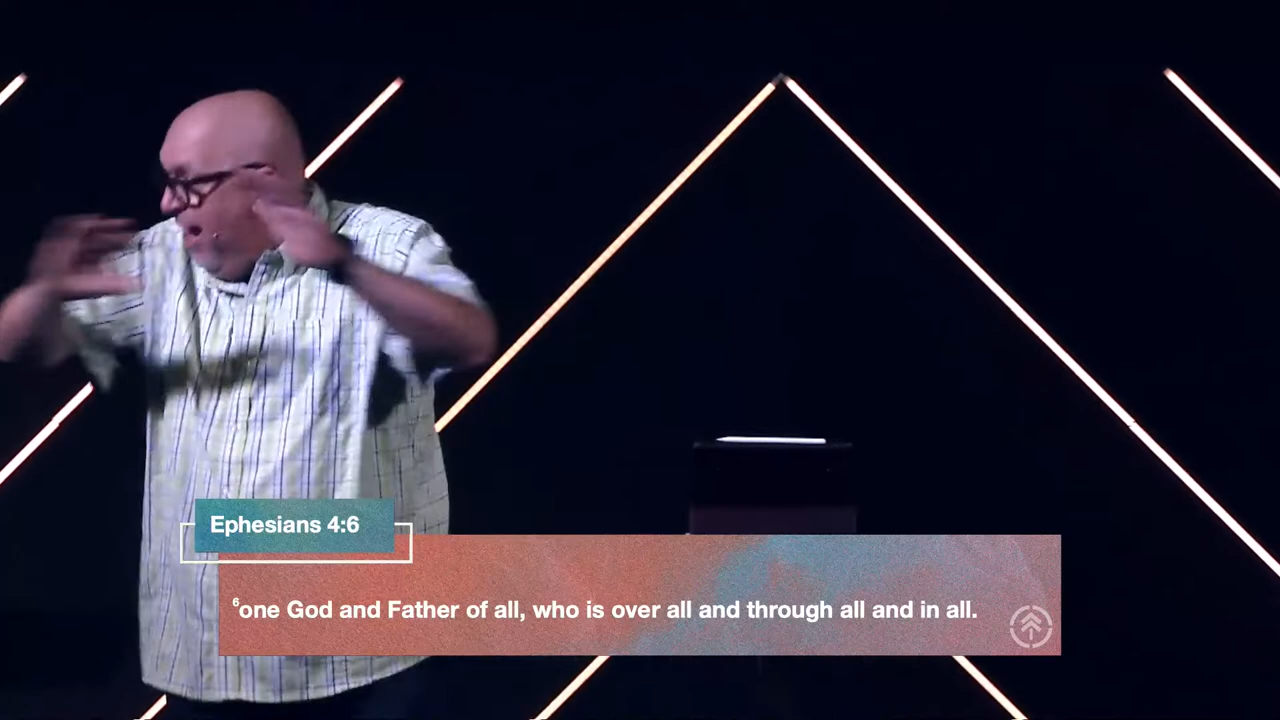 Ephesians 4:6
⁶one God and Father of all, who is over all and through all and in all.